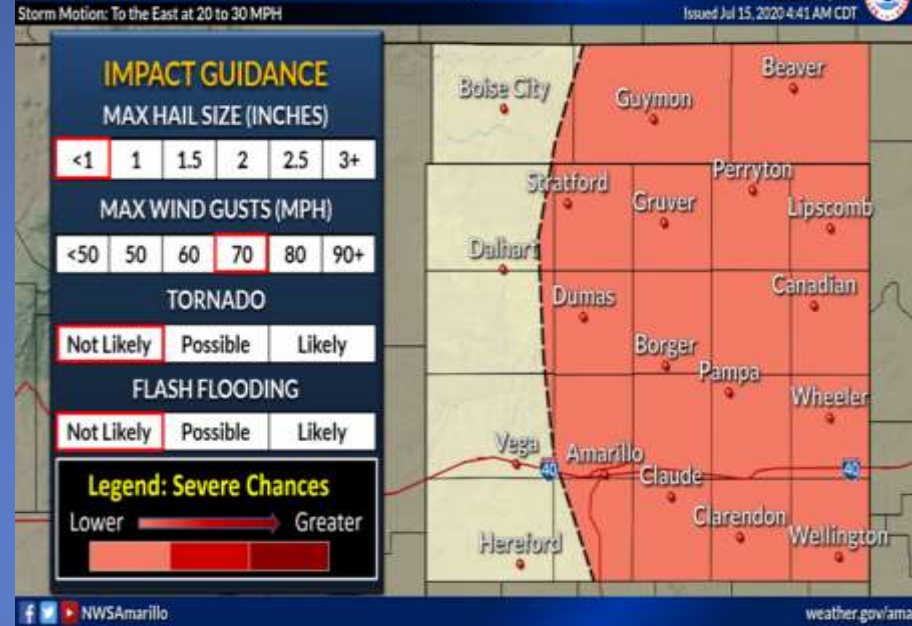 Storm Motion: To the East at 20 to 30 MPH
Issued Jul 15, 2020 4:41 AM CDT
IMPACT GUIDANCE
MAX HAIL SIZE (INCHES)
<1 1 1.5 2 2.5 3+
MAX WIND GUSTS (MPH)
<50 50 60 70 80 90+
TORNADO
Not Likely Possible Likely
FLASH FLOODING
Not Likely Possible Likely
Legend: Severe Chances
Lower Greater
Boise City
Guymon
Beaver
Stratford
Gruver
Perryton
Lipscomb
Dalhart
Dumas
Canadian
Borger
Pampa
Wheeler
Vega
40
Amarillo
Claude
40
Clarendon
Hereford
Wellington
NWSAmarillo
weather.gov/ama